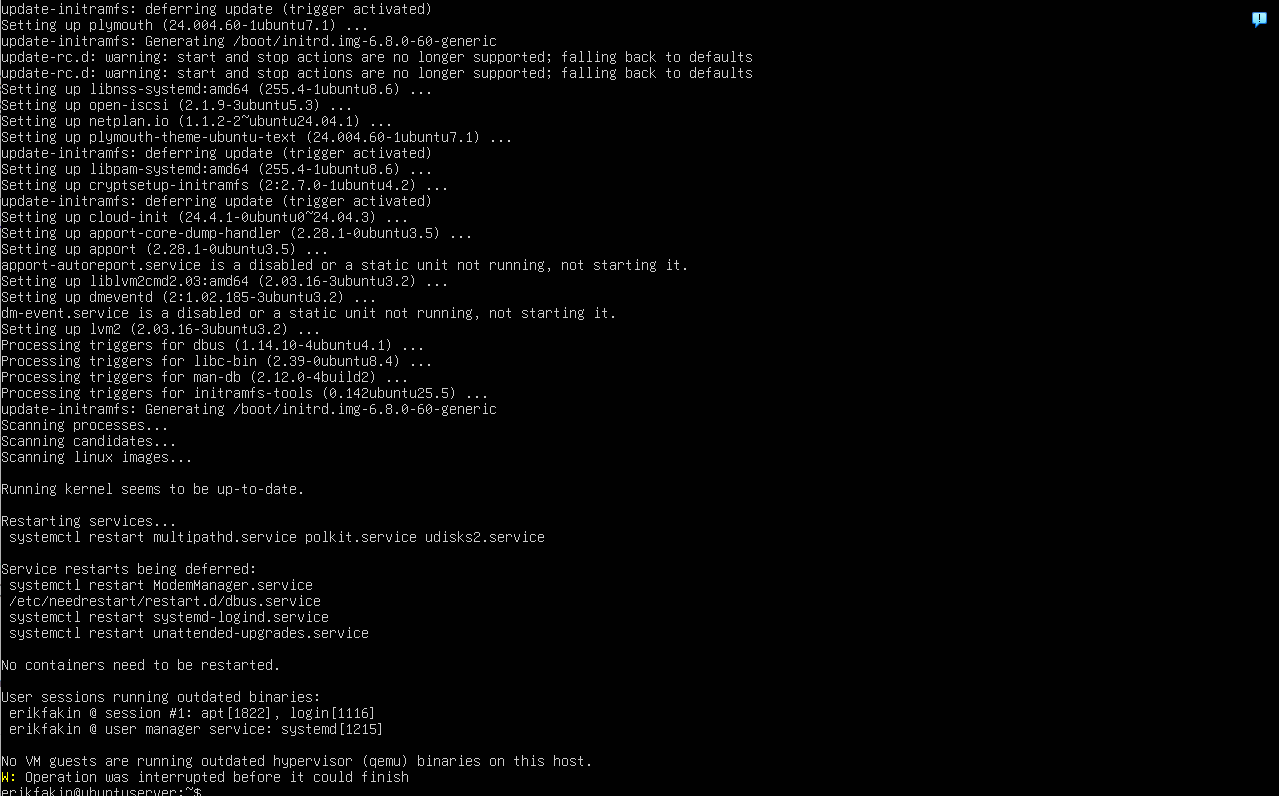 update-initramfs: deferring update (trigger activated)
Setting up plymouth (24.004.60-1ubuntu7.1) ...
update-initramfs: Generating /boot/initrd.img-6.8.0-60-generic
update-rc.d: warning: start and stop actions are no longer supported; falling back to defaults
update-rc.d: warning: start and stop actions are no longer supported; falling back to defaults
Setting up libnss-systemd:amd64 (255.4-1ubuntu8.6) ...
Setting up open-iscsi (2.1.9-3ubuntu5.3) ...
Setting up netplan.io (1.1.2-2~ubuntu24.04.1) ...
Setting up plymouth-theme-ubuntu-text (24.004.60-1ubuntu7.1) ...
update-initramfs: deferring update (trigger activated)
Setting up libpam-systemd:amd64 (255.4-1ubuntu8.6) ...
Setting up cryptsetup-initramfs (2:2.7.0-1ubuntu4.2) ...
update-initramfs: deferring update (trigger activated)
Setting up cloud-init (24.4.1-0ubuntu0~24.04.3) ...
Setting up apport-core-dump-handler (2.28.1-0ubuntu3.5) ...
Setting up apport (2.28.1-0ubuntu3.5) ...
apport-autoreport.service is a disabled or a static unit not running, not starting it.
Setting up liblvm2cmd2.03:amd64 (2.03.16-3ubuntu3.2) ...
Setting up dmeventd (2:1.02.185-3ubuntu3.2) ...
dm-event.service is a disabled or a static unit not running, not starting it.
Setting up lvm2 (2.03.16-3ubuntu3.2) ...
Processing triggers for dbus (1.14.10-4ubuntu4.1) ...
Processing triggers for libc-bin (2.39-0ubuntu8.4) ...
Processing triggers for man-db (2.12.0-4build2) ...
Processing triggers for initramfs-tools (0.142ubuntu25.5) ...
update-initramfs: Generating /boot/initrd.img-6.8.0-60-generic
Scanning processes...
Scanning candidates...
Scanning linux images...
Running kernel seems to be up-to-date.
Restarting services...
systemctl restart multipathd.service polkit.service udisks2.service
Service restarts being deferred:
systemctl restart ModemManager.service
/etc/needrestart/restart.d/dbus.service
systemctl restart systemd-logind.service
systemctl restart unattended-upgrades.service
No containers need to be restarted.
User sessions running outdated binaries:
erikfakin @ session #1: apt[1822], login[1116]
erikfakin @ user manager service: systemd[1215]
No VM guests are running outdated hypervisor (qemu) binaries on this host.
W: Operation was interrupted before it could finish
erikfakin@ubuntuserver:~$